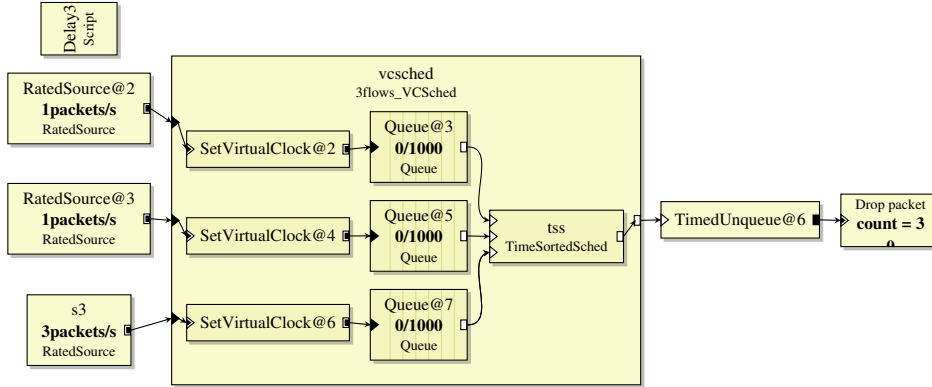 Delay3
Script
RatedSource@2
1packets/s
RatedSource
RatedSource@3
1packets/s
RatedSource
s3
3packets/s
RatedSource
vcsched
3flows_VCSched
SetVirtualClock@2
Queue@3
0/1000
Queue
SetVirtualClock@4
Queue@5
0/1000
Queue
SetVirtualClock@6
Queue@7
0/1000
Queue
tss
TimeSortedSched
TimedUnqueue@6
Drop packet
count = 3